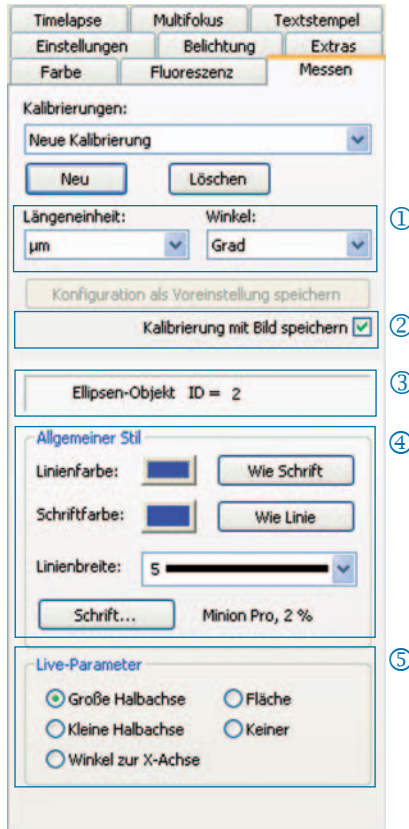 Timelapse Multifokus Textstempel
Einstellungen Belichtung Extras
Farbe Fluoreszenz Messen
Kalibrierungen:
Neue Kalibrierung
Neu Löschen
Längeneinheit: Winkel: ①
µm Grad
Konfiguration als Voreinstellung speichern
Kalibrierung mit Bild speichern ②
Ellipsen-Objekt ID = 2 ③
Allgemeiner Stil ④
Linienfarbe: Wie Schrift
Schriftfarbe: Wie Linie
Linienbreite: 5
Schrift... Minion Pro, 2 %
Live-Parameter ⑤
Große Halbachse Fläche
Kleine Halbachse Keiner
Winkel zur X-Achse